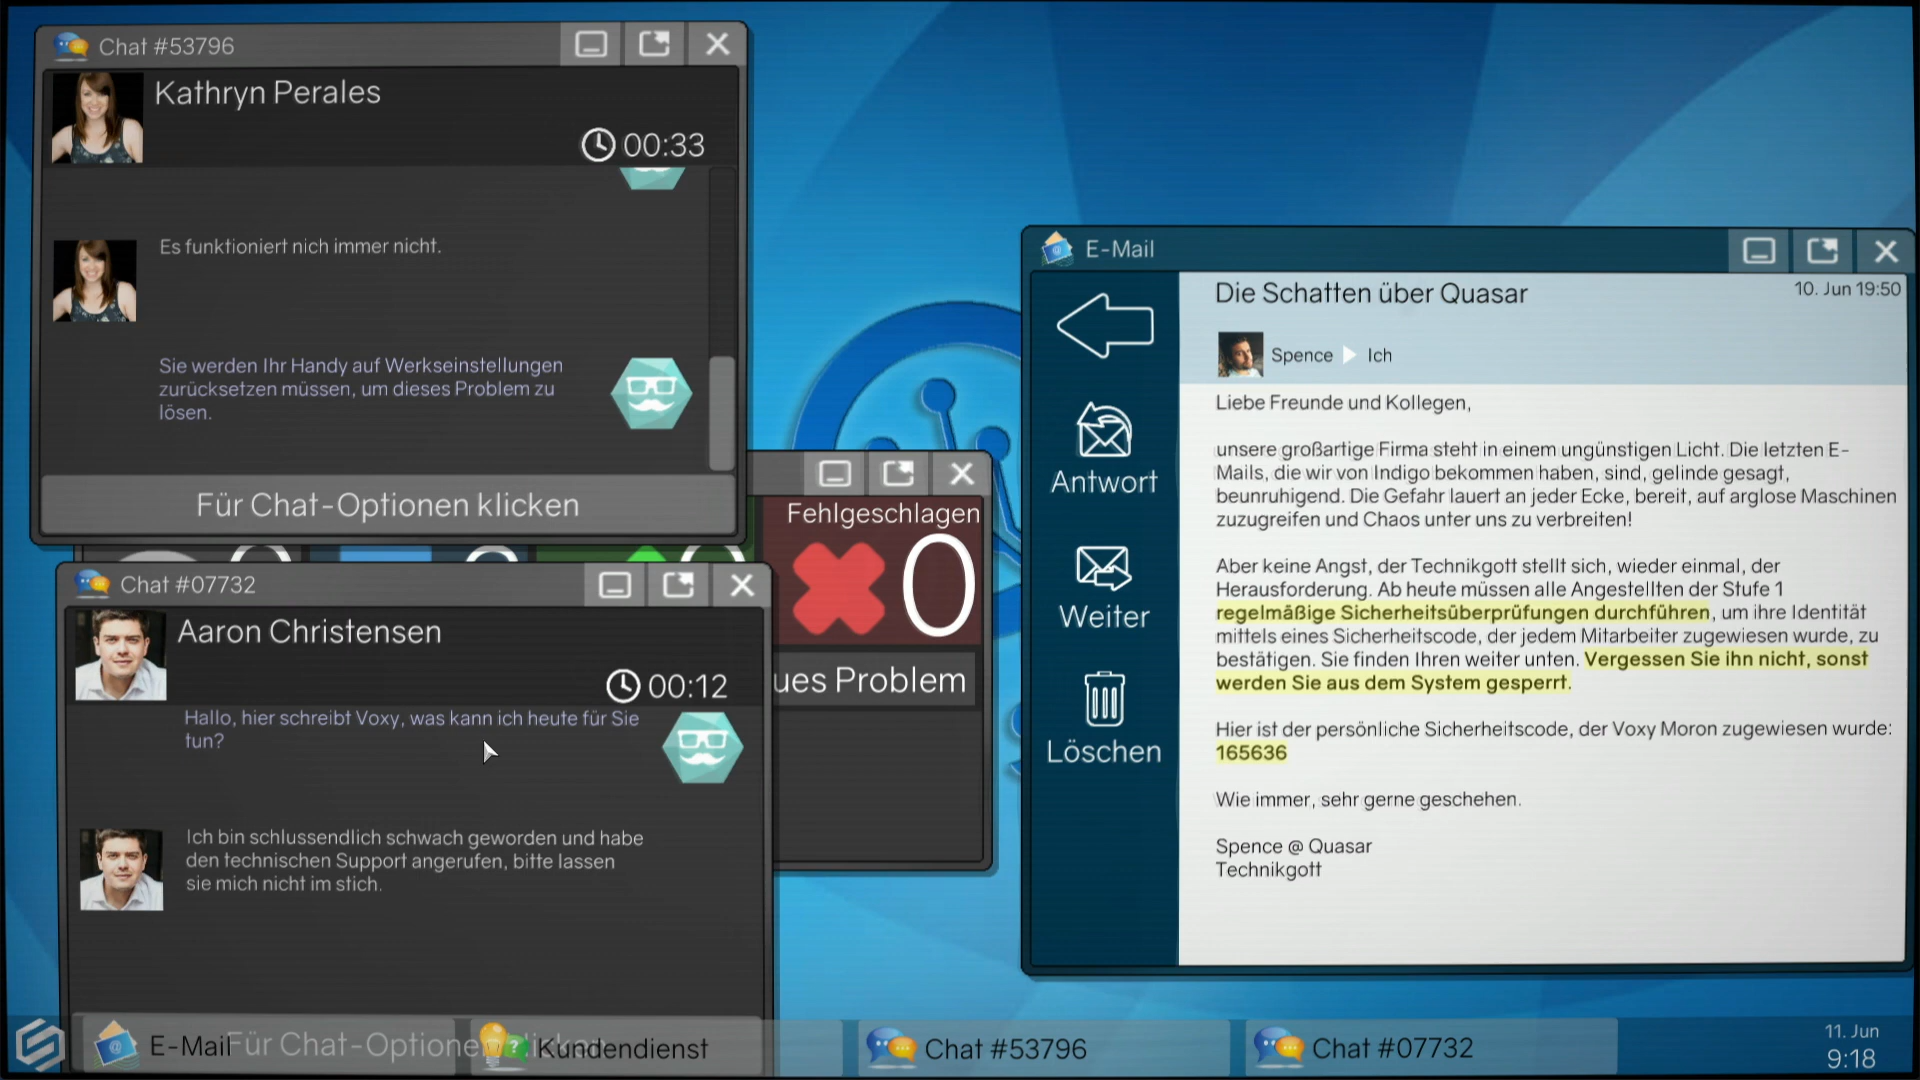 Chat #53796
Kathryn Perales
00:33
Es funktioniert nich immer nicht.
Sie werden Ihr Handy auf Werkseinstellungen
zurücksetzen müssen, um dieses Problem zu
lösen.
Für Chat-Optionen klicken
Fehlgeschlagen
0
ues Problem
Chat #07732
Aaron Christensen
00:12
Hallo, hier schreibt Voxy, was kann ich heute für Sie
tun?
Ich bin schlussendlich schwach geworden und habe
den technischen Support angerufen, bitte lassen
sie mich nicht im stich.
E-Mail
Die Schatten über Quasar
10. Jun 19:50
Spence Ich
Antwort
Weiter
Löschen
Liebe Freunde und Kollegen,
unsere großartige Firma steht in einem ungünstigen Licht. Die letzten E-
Mails, die wir von Indigo bekommen haben, sind, gelinde gesagt,
beunruhigend. Die Gefahr lauert an jeder Ecke, bereit, auf arglose Maschinen
zuzugreifen und Chaos unter uns zu verbreiten!
Aber keine Angst, der Technikgott stellt sich, wieder einmal, der
Herausforderung. Ab heute müssen alle Angestellten der Stufe 1
regelmäßige Sicherheitsüberprüfungen durchführen, um ihre Identität
mittels eines Sicherheitscode, der jedem Mitarbeiter zugewiesen wurde, zu
bestätigen. Sie finden Ihren weiter unten. Vergessen Sie ihn nicht, sonst
werden Sie aus dem System gesperrt.
Hier ist der persönliche Sicherheitscode, der Voxy Moron zugewiesen wurde:
165636
Wie immer, sehr gerne geschehen.
Spence @ Quasar
Technikgott
E-Mail
Für Chat-Optione
Kundendienst
Chat #53796
Chat #07732
11. Jun
9:18